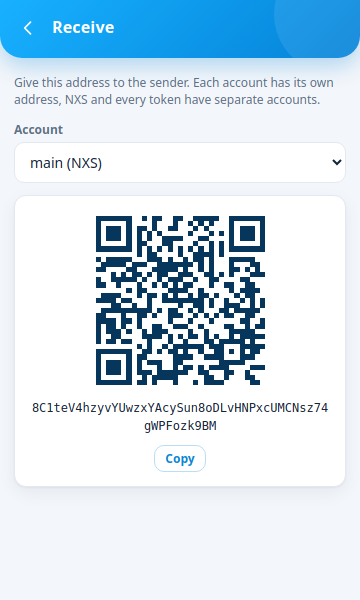 Receive
Give this address to the sender. Each account has its own
address, NXS and every token have separate accounts.
Account
main (NXS)
8C1teV4hzyvYUwzxYAcySun8oDLvHNPxcUMCNsz74
gWPFozk9BM
Copy